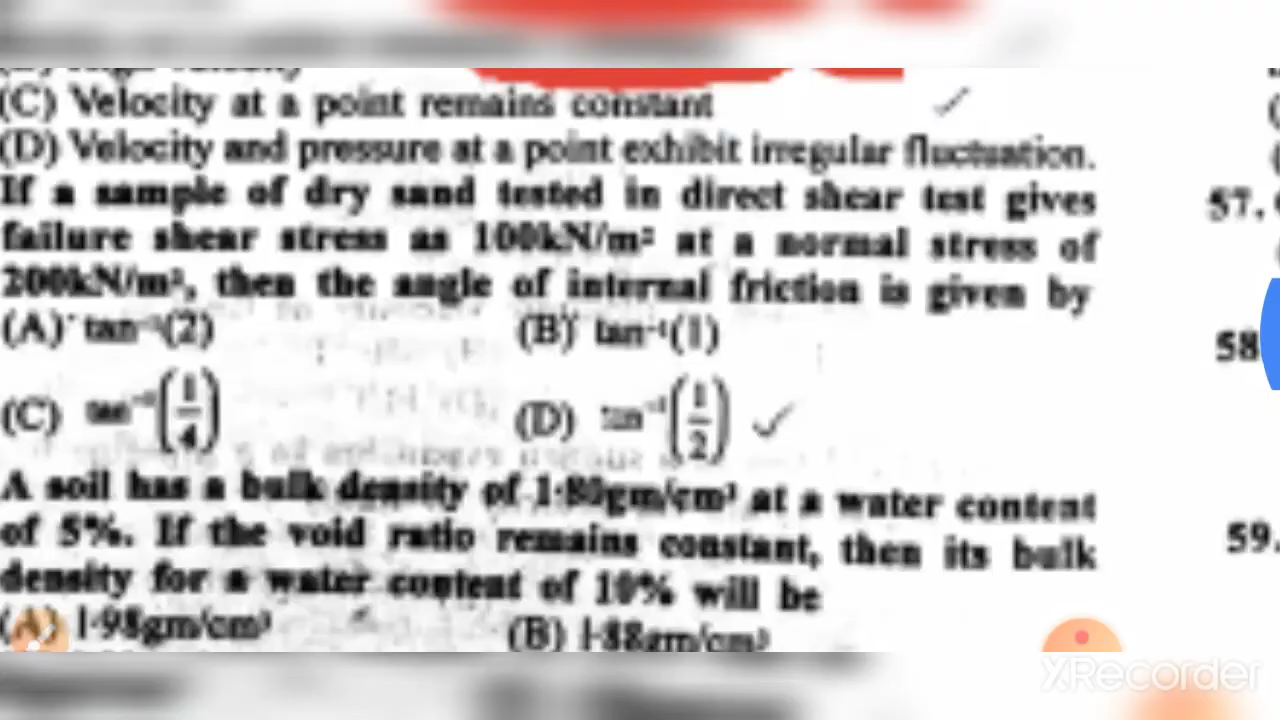 (C) Velocity at a point remains constant
(D) Velocity and pressure at a point exhibit irregular fluctuation.
If a sample of dry sand tested in direct shear test gives
57.
failure shear stress as 100kN/m² at a normal stress of
200kN/m², then the angle of internal friction is given by
(A) tan⁻¹(2)
(B) tan⁻¹(1)
58
(C) tan⁻¹(1/4)
(D) tan⁻¹(1/2)
A soil has a bulk density of 1·80gm/cm³ at a water content
of 5%. If the void ratio remains constant, then its bulk
59.
density for a water content of 10% will be
1·98gm/cm³
(B) 1·88gm/cm³
XRecorder